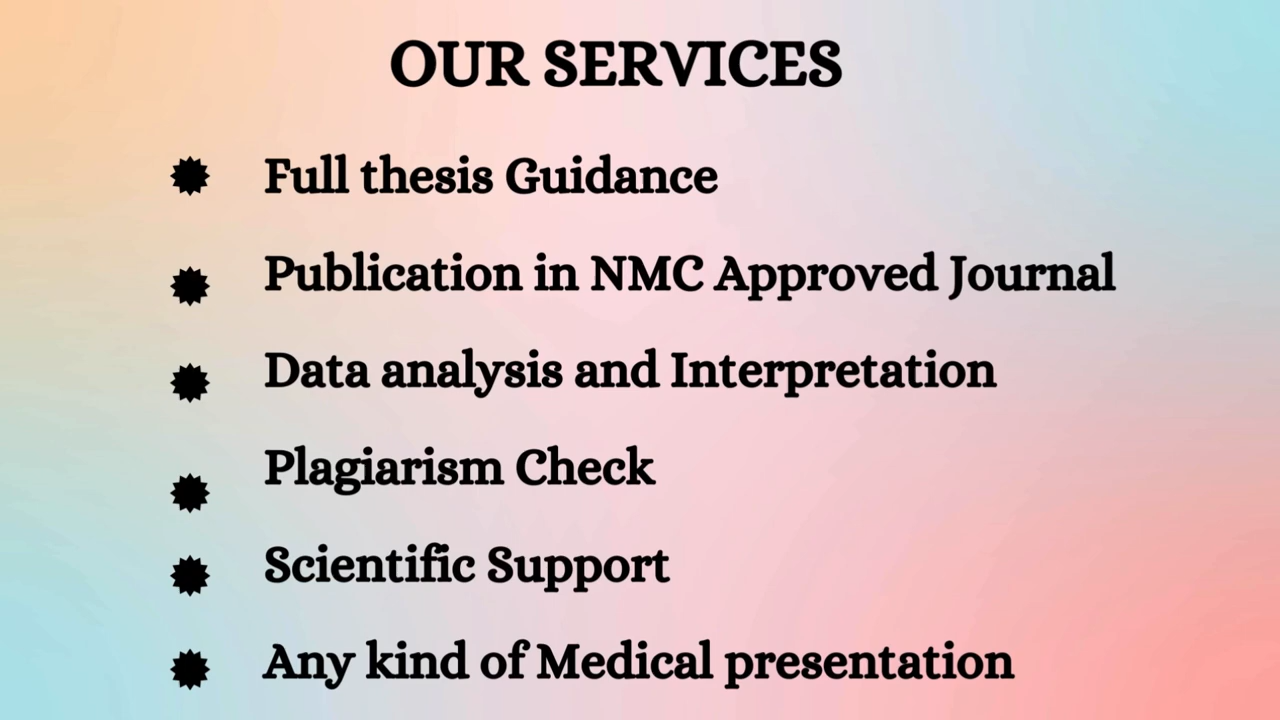 OUR SERVICES
Full thesis Guidance
Publication in NMC Approved Journal
Data analysis and Interpretation
Plagiarism Check
Scientific Support
Any kind of Medical presentation